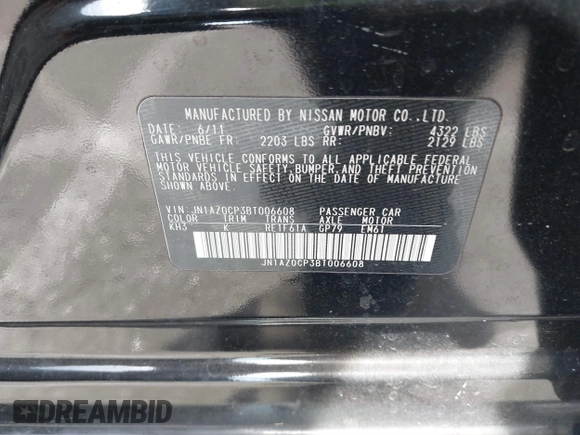 MANUFACTURED BY NISSAN MOTOR CO.,LTD.
DATE: 6/11 GVWR/PNBV: 4322 LBS
GAWR/PNBE FR: 2203 LBS RR: 2129 LBS
THIS VEHICLE CONFORMS TO ALL APPLICABLE FEDERAL
MOTOR VEHICLE SAFETY, BUMPER, AND THEFT PREVENTION
STANDARDS IN EFFECT ON THE DATE OF MANUFACTURE
SHOWN ABOVE.
VIN: JN1AZ0CP3BT006608 PASSENGER CAR
COLOR TRIM TRANS AXLE MOTOR
KH3 K RE1F61A GP79 EM61
JN1AZ0CP3BT006608
DREAMBID